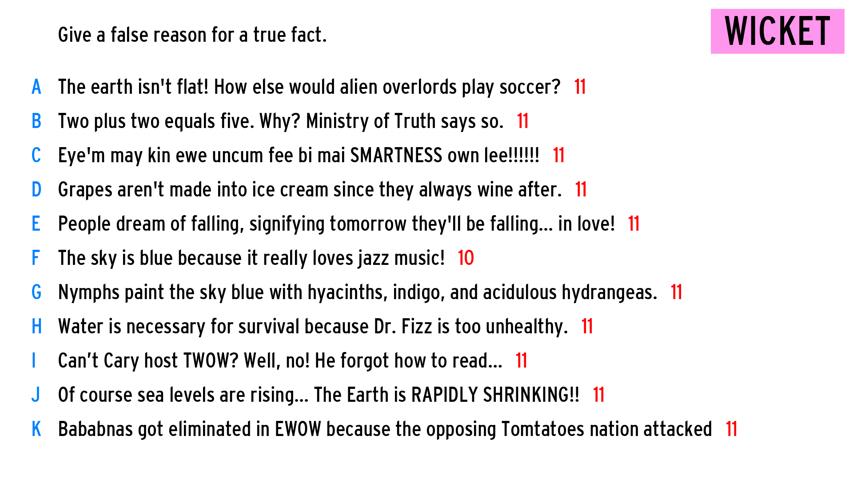 Give a false reason for a true fact.
WICKET
A The earth isn't flat! How else would alien overlords play soccer? 11
B Two plus two equals five. Why? Ministry of Truth says so. 11
C Eye'm may kin ewe uncum fee bi mai SMARTNESS own lee!!!!!! 11
D Grapes aren't made into ice cream since they always wine after. 11
E People dream of falling, signifying tomorrow they'll be falling... in love! 11
F The sky is blue because it really loves jazz music! 10
G Nymphs paint the sky blue with hyacinths, indigo, and acidulous hydrangeas. 11
H Water is necessary for survival because Dr. Fizz is too unhealthy. 11
I Can’t Cary host TWOW? Well, no! He forgot how to read... 11
J Of course sea levels are rising... The Earth is RAPIDLY SHRINKING!! 11
K Bababnas got eliminated in EWOW because the opposing Tomtatoes nation attacked 11